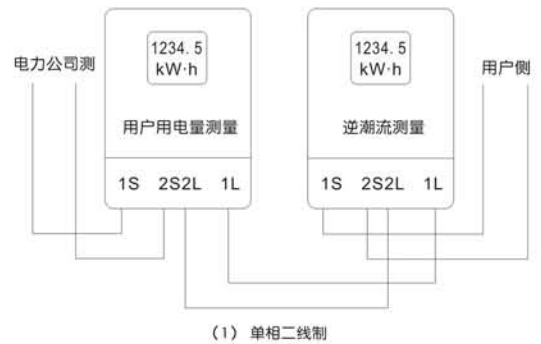 电力公司测
1234. 5
kW·h
用户用电量测量
1S 2S2L 1L
1234. 5
kW·h
逆潮流测量
1S 2S2L 1L
用户侧
（1） 单相二线制